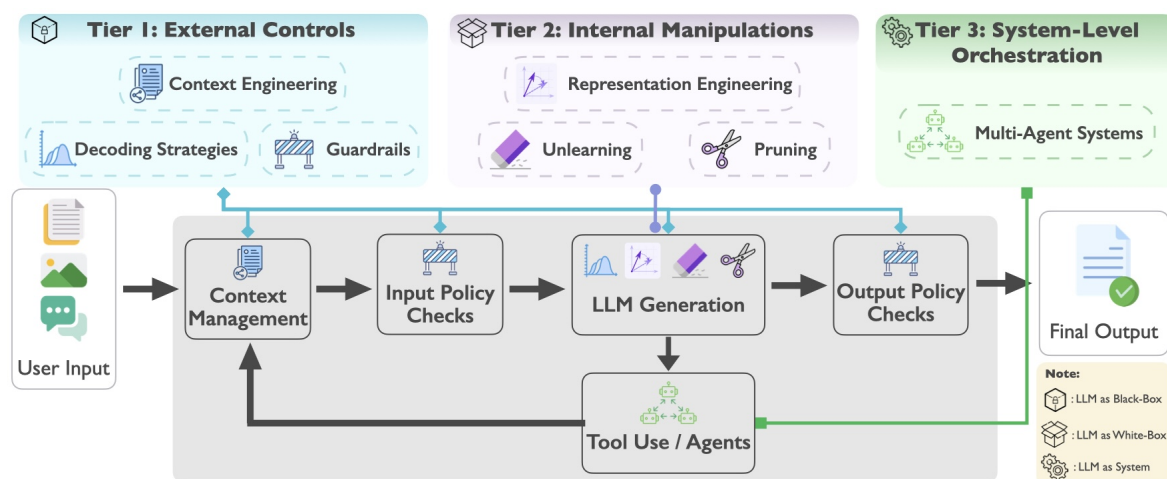 Tier 1: External Controls
Context Engineering
Decoding Strategies
Guardrails
Tier 2: Internal Manipulations
Representation Engineering
Unlearning
Pruning
Tier 3: System-Level
Orchestration
Multi-Agent Systems
User Input
Context
Management
Input Policy
Checks
LLM Generation
Output Policy
Checks
Tool Use / Agents
Final Output
Note:
: LLM as Black-Box
: LLM as White-Box
: LLM as System